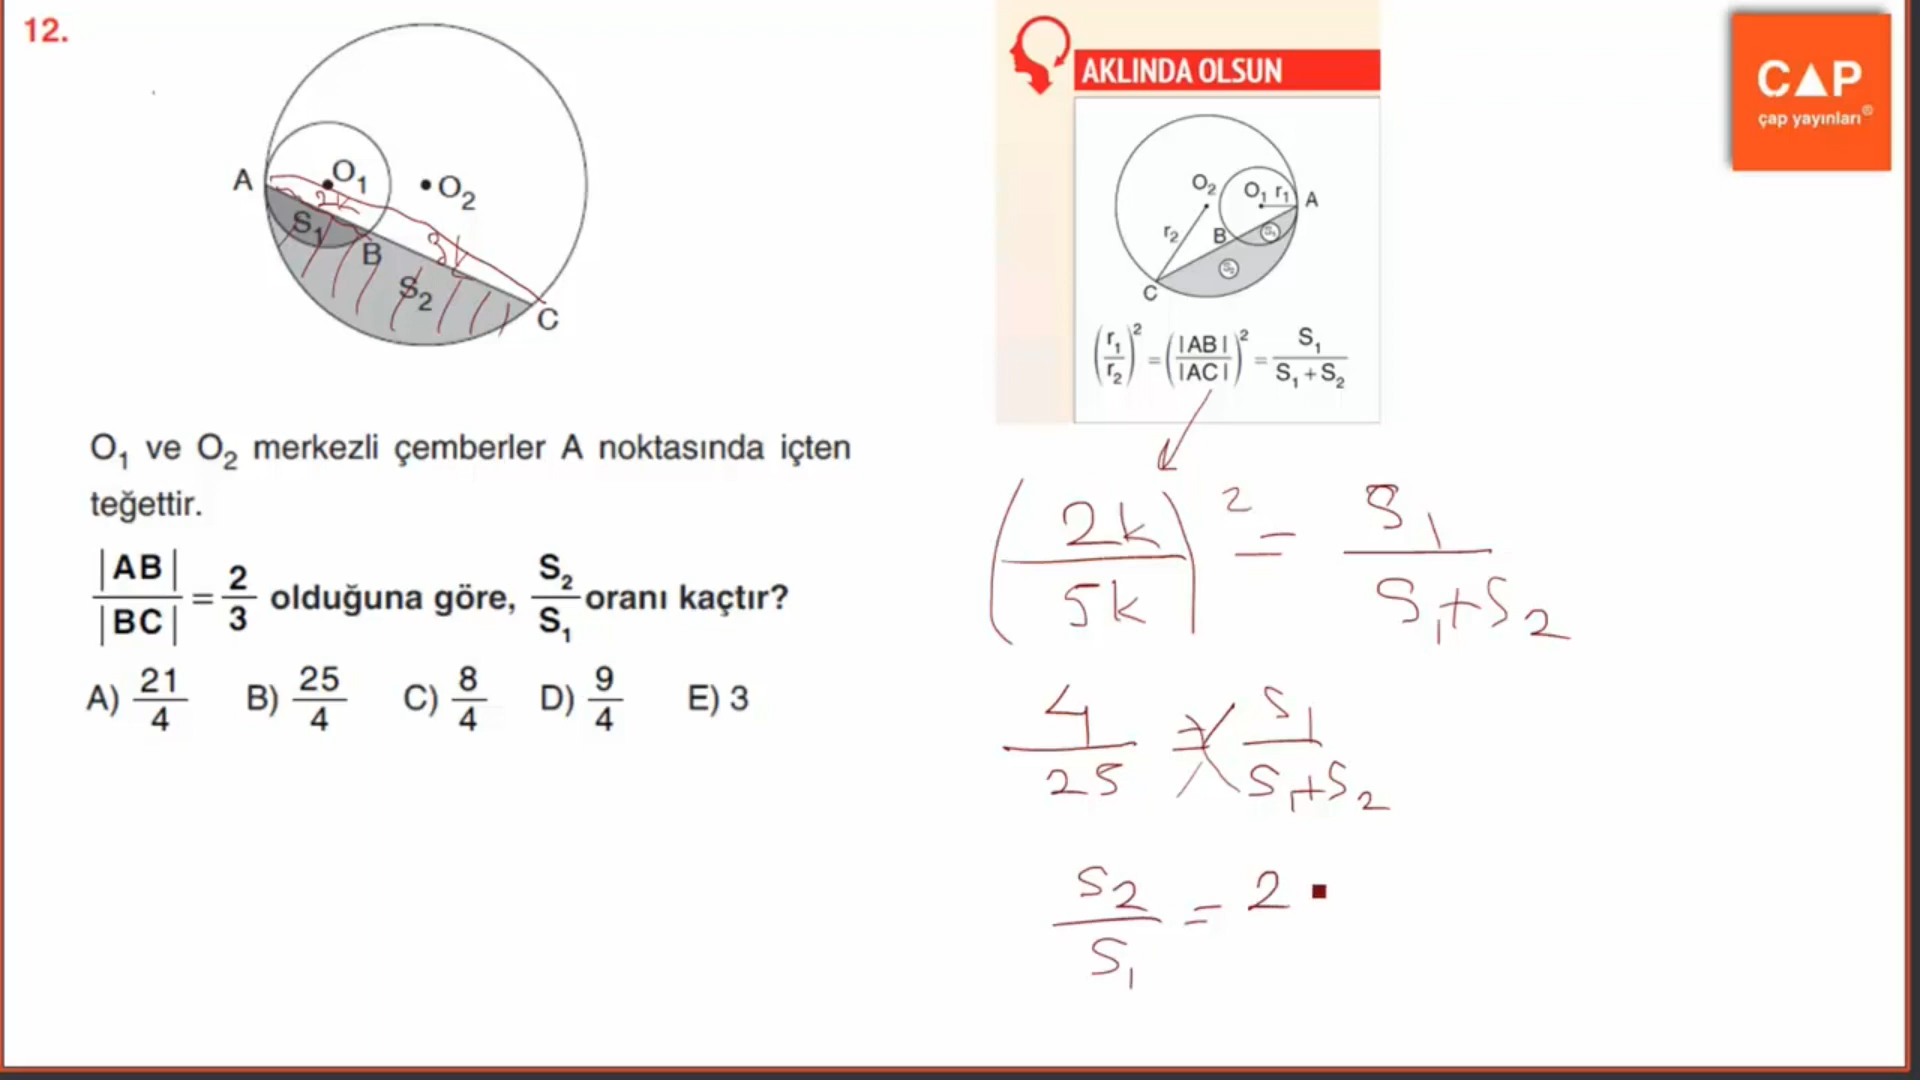 12.
A
O₁
O₂
2k
S₁
B
3k
S₂
C
O₁ ve O₂ merkezli çemberler A noktasında içten
teğettir.
|AB| / |BC| = 2/3 olduğuna göre, S₂/S₁ oranı kaçtır?
A) 21/4 B) 25/4 C) 8/4 D) 9/4 E) 3
AKLINDA OLSUN
O₂ O₁ r₁ A
r₂ B S₁
S₂
C
(r₁/r₂)² = (|AB|/|AC|)² = S₁/(S₁+S₂)
(2k/5k)² = S₁/(S₁+S₂)
4/25 = S₁/(S₁+S₂)
S₂/S₁ = 2
ÇAP
çap yayınları®